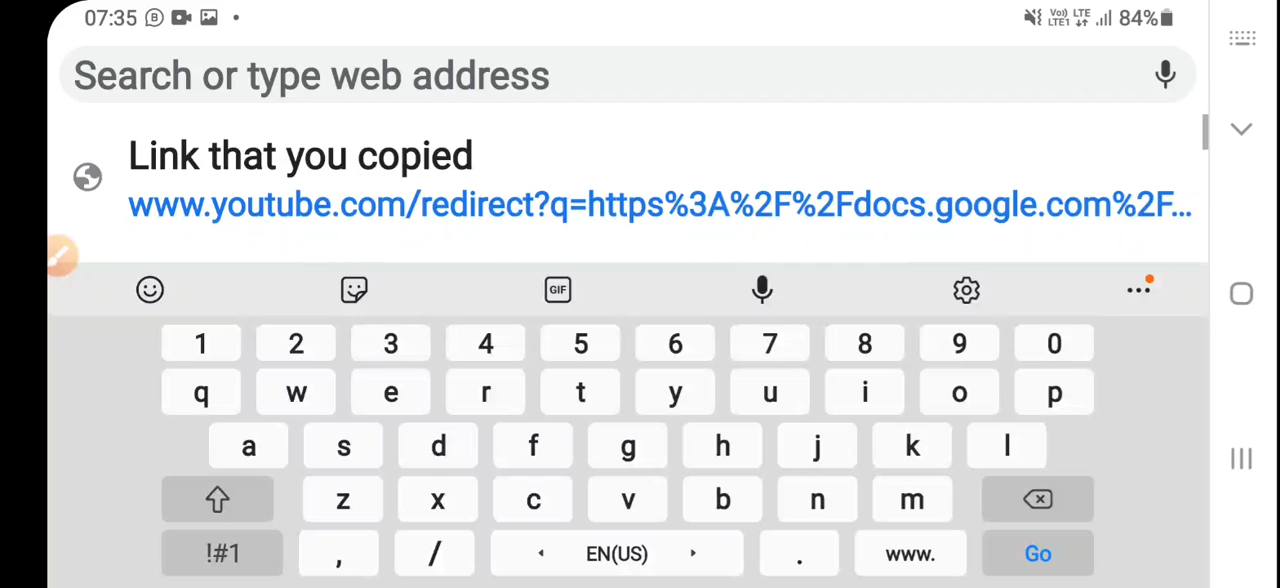 07:35 84%
Search or type web address
Link that you copied
www.youtube.com/redirect?q=https%3A%2F%2Fdocs.google.com%2F...
GIF
1 2 3 4 5 6 7 8 9 0
q w e r t y u i o p
a s d f g h j k l
z x c v b n m
!#1 , / EN(US) . www. Go